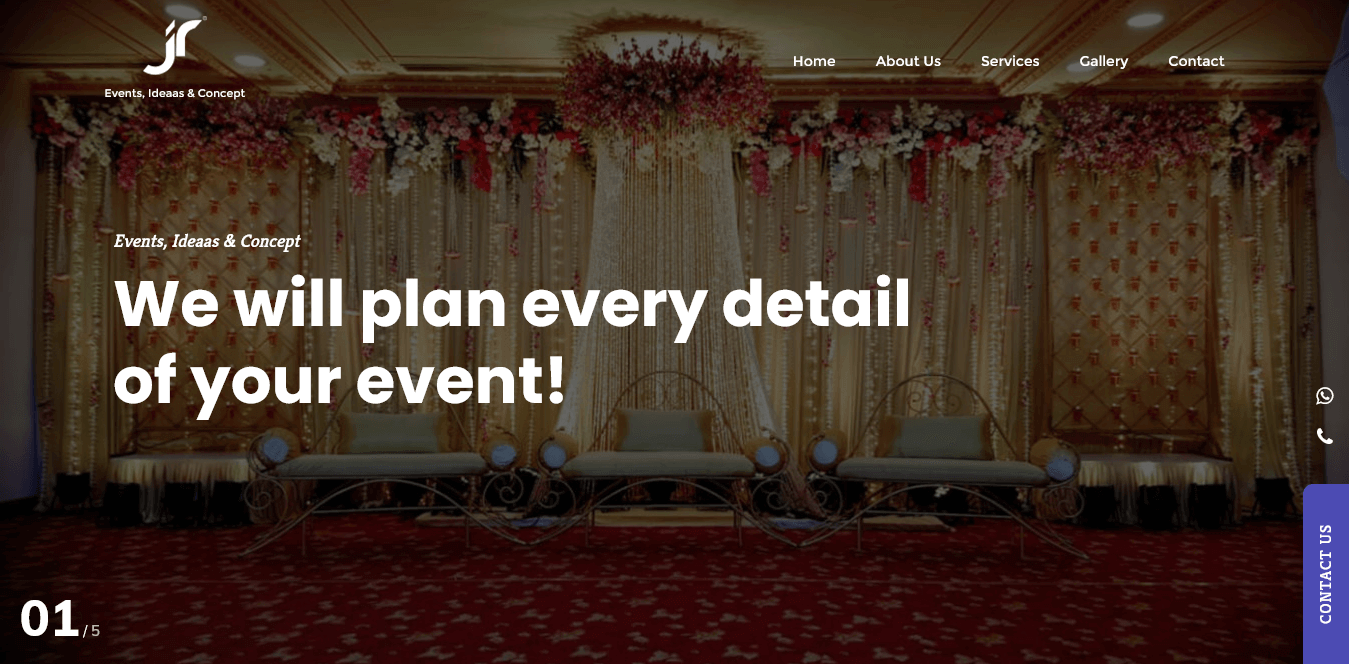 jr
Events, Ideaas & Concept
Home
About Us
Services
Gallery
Contact
Events, Ideaas & Concept
We will plan every detail
of your event!
CONTACT US
01/ 5